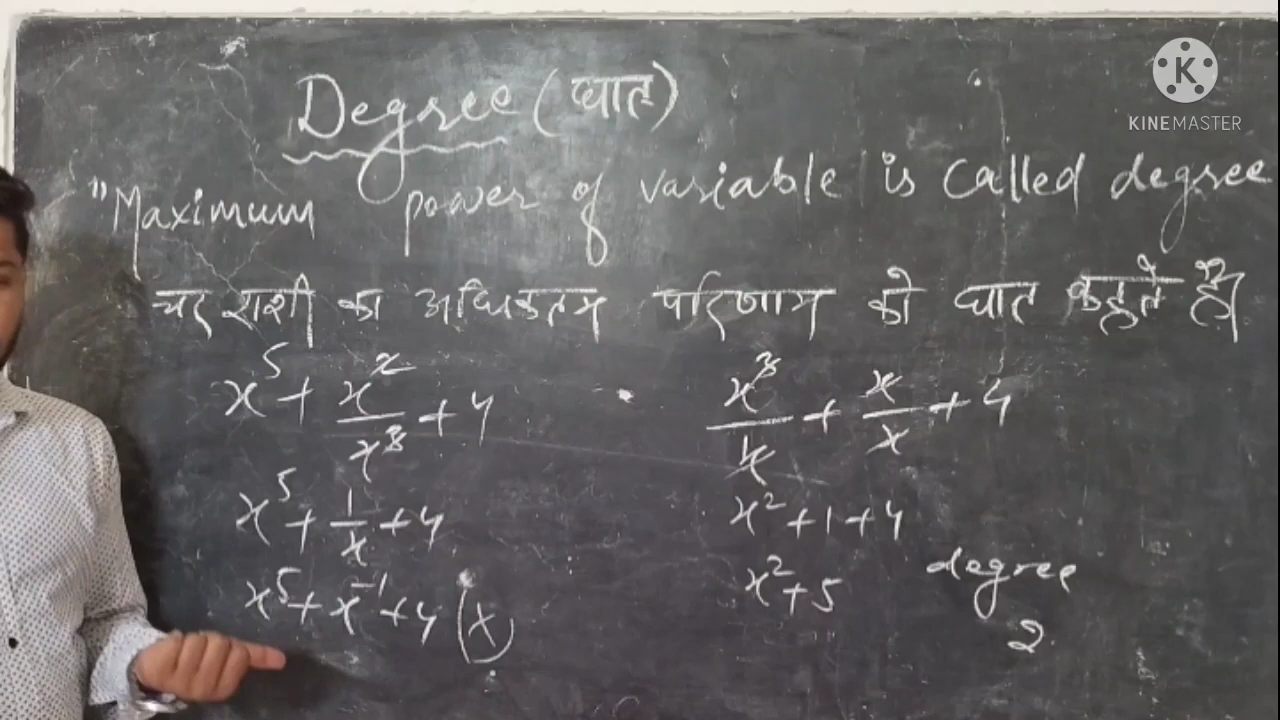 Degree (घात)
KINEMASTER
"Maximum power of variable is called degree
चर राशी का अधिकतम परिणाम को घात कहते है।
x⁵ + x²/x³ + 4
x³/x + x/x + 4
x⁵ + 1/x + 4
x² + 1 + 4
x⁵ + x⁻¹ + 4 (x)
x² + 5
degree
2